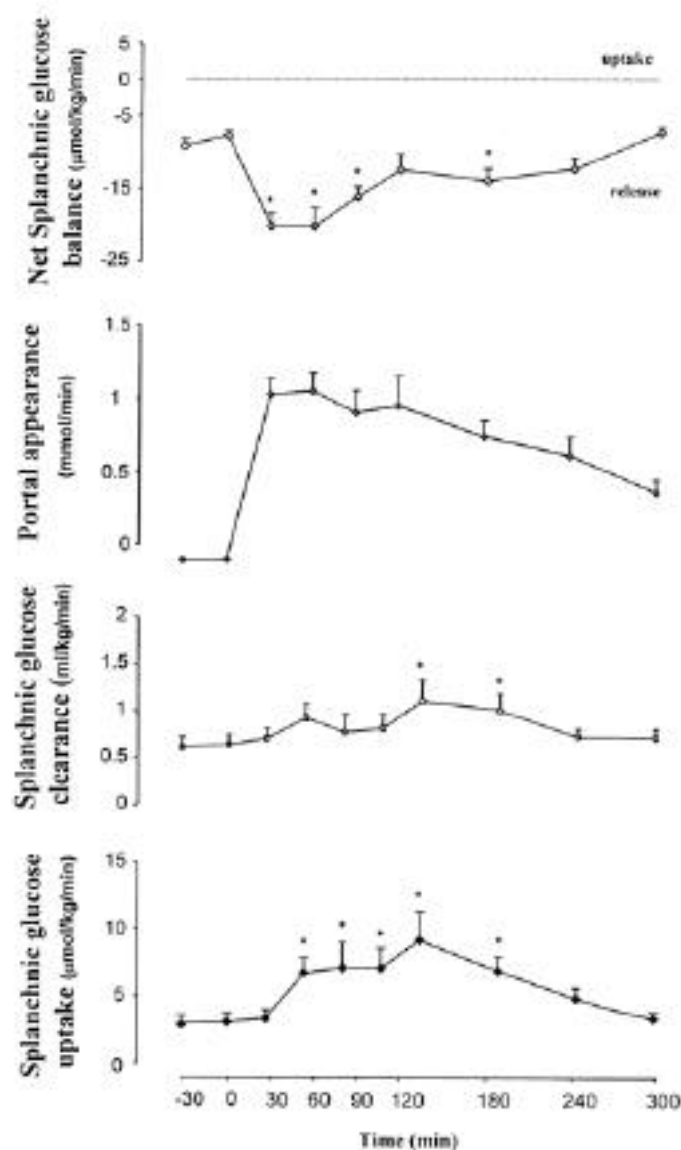 Net Splanchnic glucose
balance (μmol/kg/min)
5
0
-5
-15
-25
uptake
release
* * * *
Portal appearance
(mmol/min)
1.5
1
0.5
0
Splanchnic glucose
clearance (ml/kg/min)
2
1.5
1
0.5
0
* *
Splanchnic glucose
uptake (μmol/kg/min)
15
10
5
0
* * * * *
-30 0 30 60 90 120 180 240 300
Time (min)